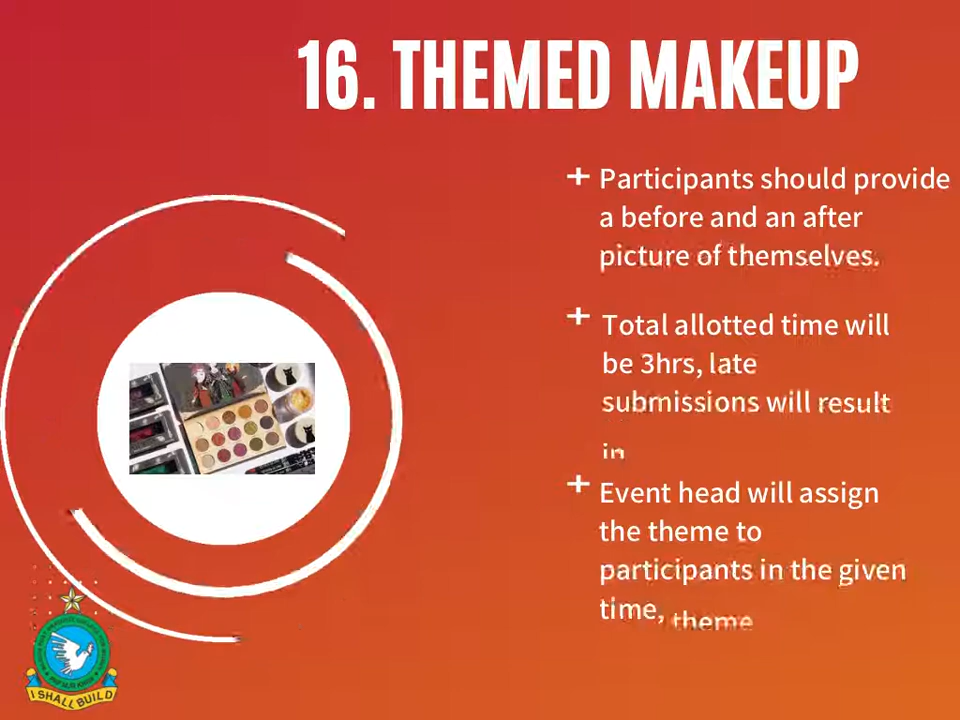 16. THEMED MAKEUP
+ Participants should provide
a before and an after
picture of themselves.
+ Total allotted time will
be 3hrs, late
submissions will result
in
+ Event head will assign
the theme to
participants in the given
time, theme
I SHALL BUILD